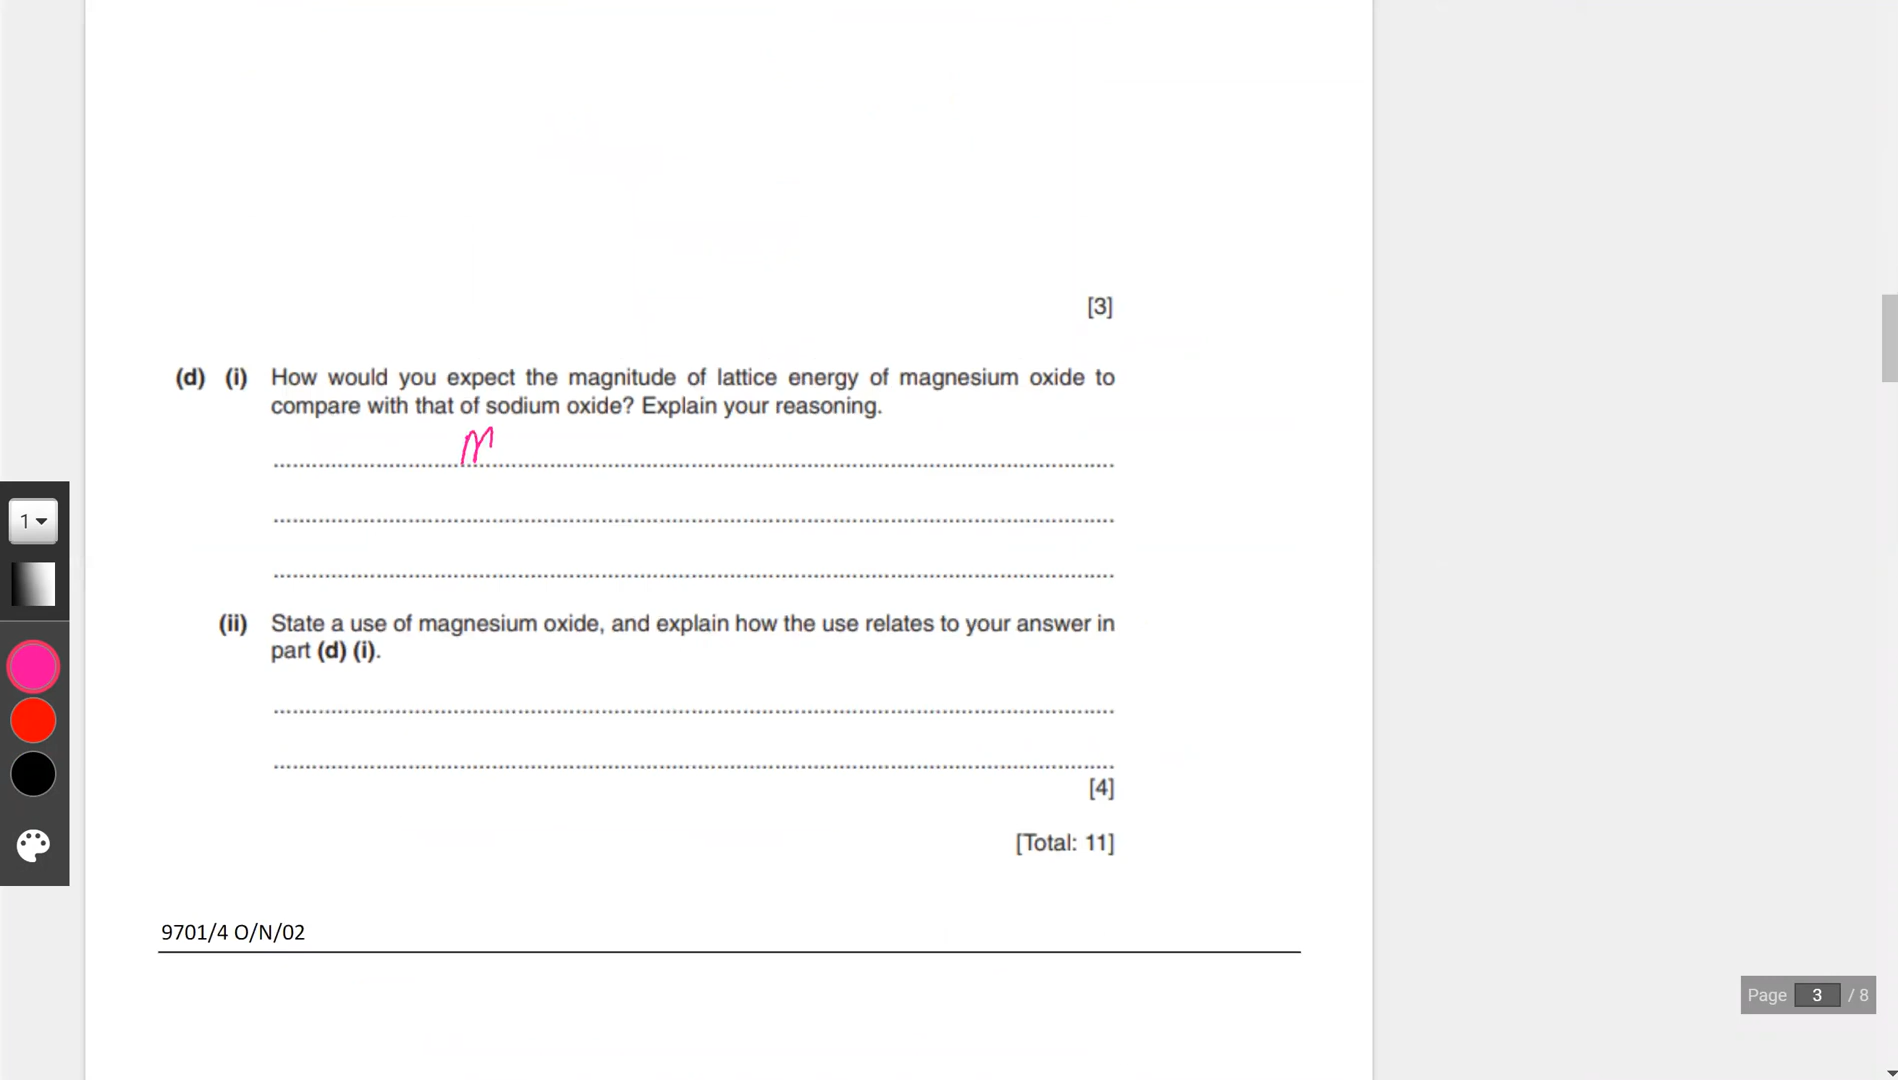 [3]
(d) (i) How would you expect the magnitude of lattice energy of magnesium oxide to
compare with that of sodium oxide? Explain your reasoning.
M
1
(ii) State a use of magnesium oxide, and explain how the use relates to your answer in
part (d) (i).
[4]
[Total: 11]
9701/4 O/N/02
Page 3 / 8